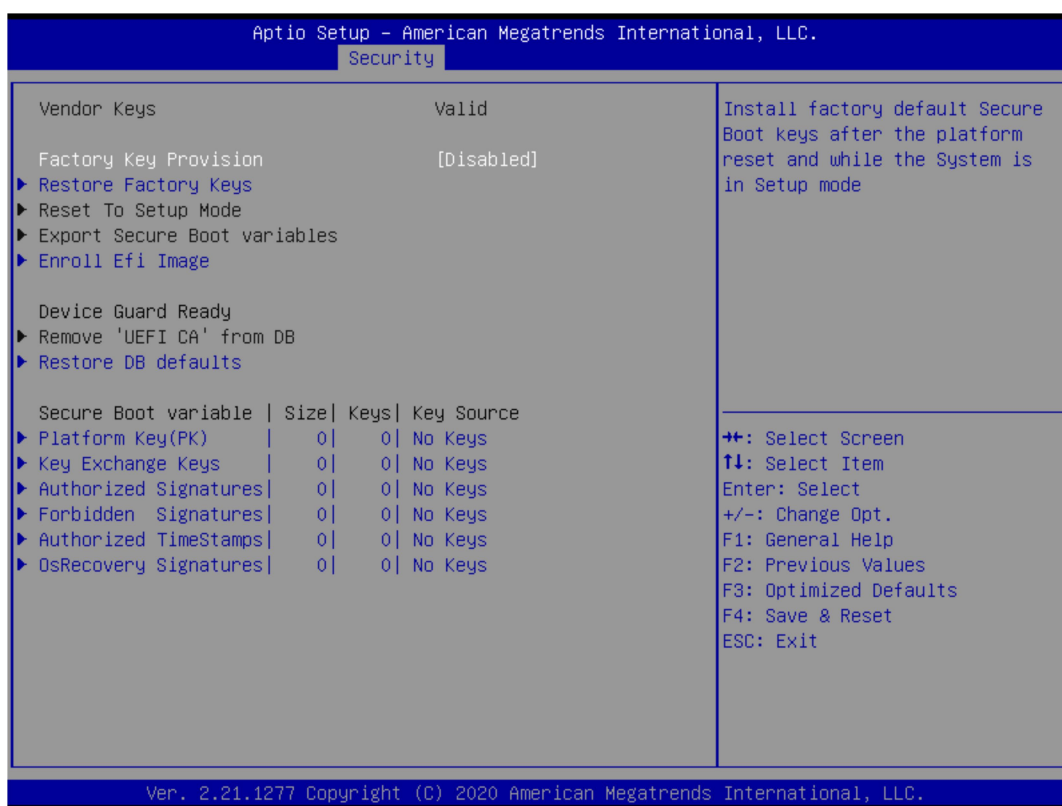 Aptio Setup – American Megatrends International, LLC.
Security
Vendor Keys Valid
Factory Key Provision [Disabled]
▶ Restore Factory Keys
▶ Reset To Setup Mode
▶ Export Secure Boot variables
▶ Enroll Efi Image
Device Guard Ready
▶ Remove 'UEFI CA' from DB
▶ Restore DB defaults
Secure Boot variable | Size| Keys| Key Source
▶ Platform Key(PK) | 0| 0| No Keys
▶ Key Exchange Keys | 0| 0| No Keys
▶ Authorized Signatures| 0| 0| No Keys
▶ Forbidden Signatures| 0| 0| No Keys
▶ Authorized TimeStamps| 0| 0| No Keys
▶ OsRecovery Signatures| 0| 0| No Keys
Install factory default Secure
Boot keys after the platform
reset and while the System is
in Setup mode
→←: Select Screen
↑↓: Select Item
Enter: Select
+/-: Change Opt.
F1: General Help
F2: Previous Values
F3: Optimized Defaults
F4: Save & Reset
ESC: Exit
Ver. 2.21.1277 Copyright (C) 2020 American Megatrends International, LLC.